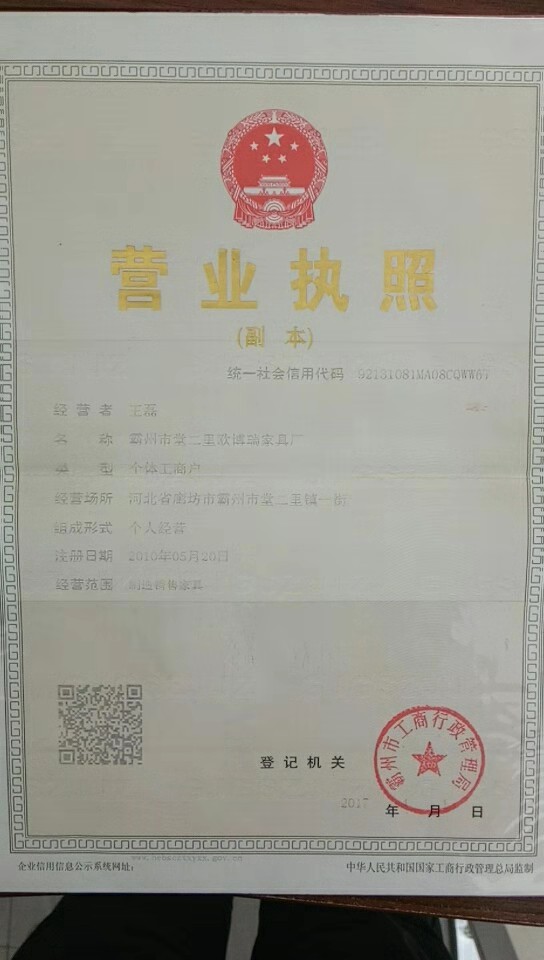 营业执照
(副 本)
统一社会信用代码 92131081MA08CQWW67
经营者 王磊
名 称 霸州市堂二里欧博瑞家具厂
类 型 个体工商户
经营场所 河北省廊坊市霸州市堂二里镇一街
组成形式 个人经营
注册日期 2010年05月20日
经营范围 制造销售家具
霸州市工商行政管理局
登记机关
2017 年 月 日
企业信用信息公示系统网址：
中华人民共和国国家工商行政管理总局监制